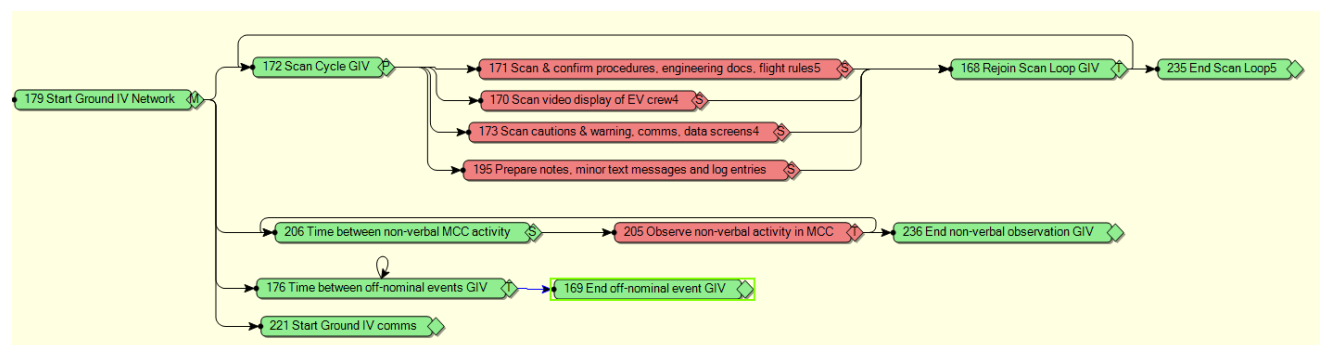 172 Scan Cycle GIV P
171 Scan & confirm procedures, engineering docs, flight rules5 S
168 Rejoin Scan Loop GIV T
235 End Scan Loop5
179 Start Ground IV Network M
170 Scan video display of EV crew4 S
173 Scan cautions & warning, comms, data screens4 S
195 Prepare notes, minor text messages and log entries S
206 Time between non-verbal MCC activity S
205 Observe non-verbal activity in MCC T
236 End non-verbal observation GIV
176 Time between off-nominal events GIV T
169 End off-nominal event GIV
221 Start Ground IV comms